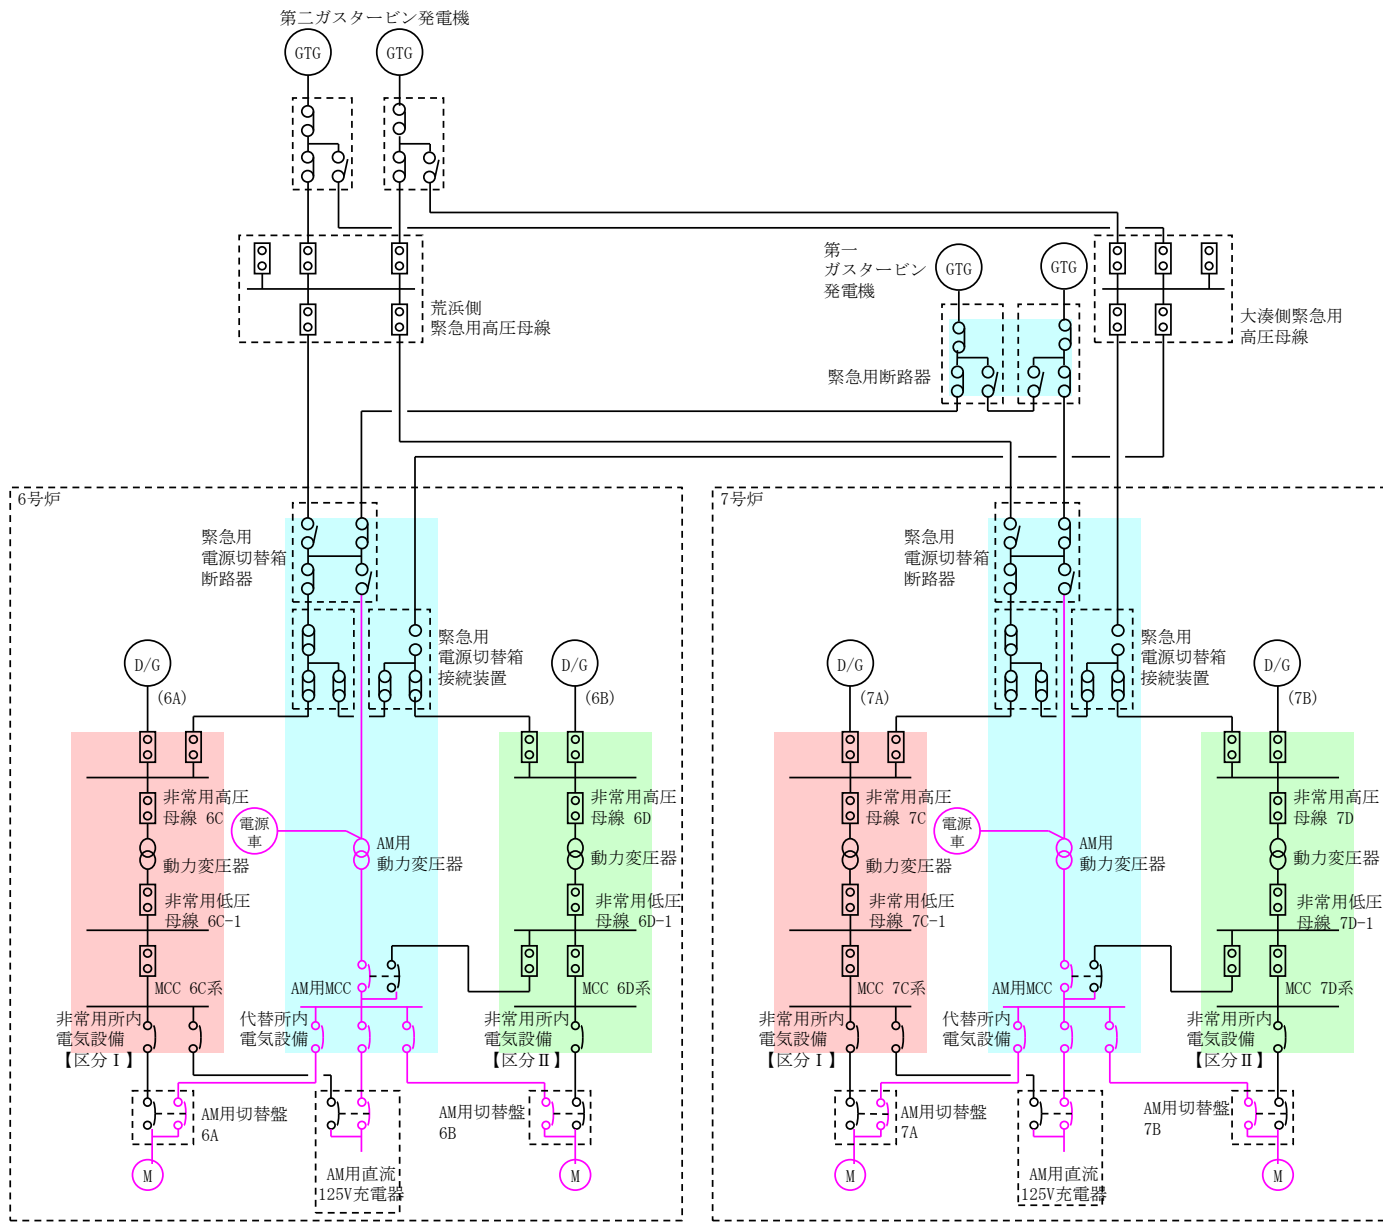 第二ガスタービン発電機
GTG
GTG
荒浜側
緊急用高圧母線
第一
ガスタービン
発電機
GTG
GTG
緊急用断路器
大湊側緊急用
高圧母線
6号炉
緊急用
電源切替箱
断路器
緊急用
電源切替箱
接続装置
D/G
(6A)
D/G
(6B)
非常用高圧
母線 6C
動力変圧器
非常用低圧
母線 6C-1
MCC 6C系
非常用所内
電気設備
【区分Ⅰ】
電源
車
AM用
動力変圧器
AM用MCC
代替所内
電気設備
非常用高圧
母線 6D
動力変圧器
非常用低圧
母線 6D-1
MCC 6D系
非常用所内
電気設備
【区分Ⅱ】
AM用切替盤
6A
AM用切替盤
6B
M
AM用直流
125V充電器
M
7号炉
緊急用
電源切替箱
断路器
緊急用
電源切替箱
接続装置
D/G
(7A)
D/G
(7B)
非常用高圧
母線 7C
動力変圧器
非常用低圧
母線 7C-1
MCC 7C系
非常用所内
電気設備
【区分Ⅰ】
電源
車
AM用
動力変圧器
AM用MCC
代替所内
電気設備
非常用高圧
母線 7D
動力変圧器
非常用低圧
母線 7D-1
MCC 7D系
非常用所内
電気設備
【区分Ⅱ】
AM用切替盤
7A
AM用切替盤
7B
M
AM用直流
125V充電器
M